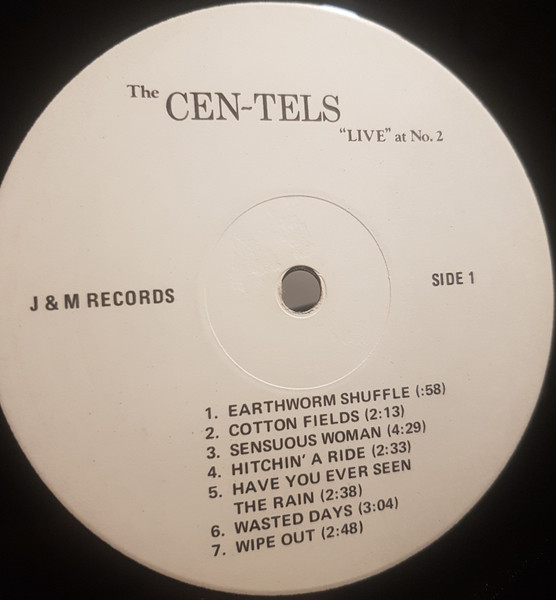 The CEN-TELS
"LIVE" at No. 2
J & M RECORDS
SIDE 1
1. EARTHWORM SHUFFLE (:58)
2. COTTON FIELDS (2:13)
3. SENSUOUS WOMAN (4:29)
4. HITCHIN' A RIDE (2:33)
5. HAVE YOU EVER SEEN
THE RAIN (2:38)
6. WASTED DAYS (3:04)
7. WIPE OUT (2:48)